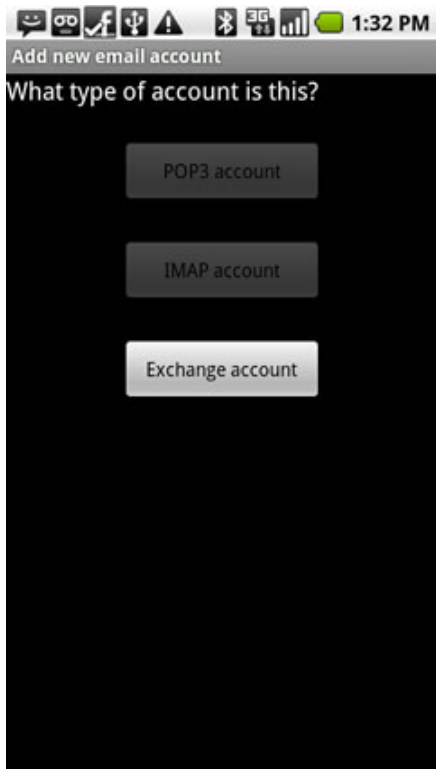 3G 1:32 PM
Add new email account
What type of account is this?
POP3 account
IMAP account
Exchange account